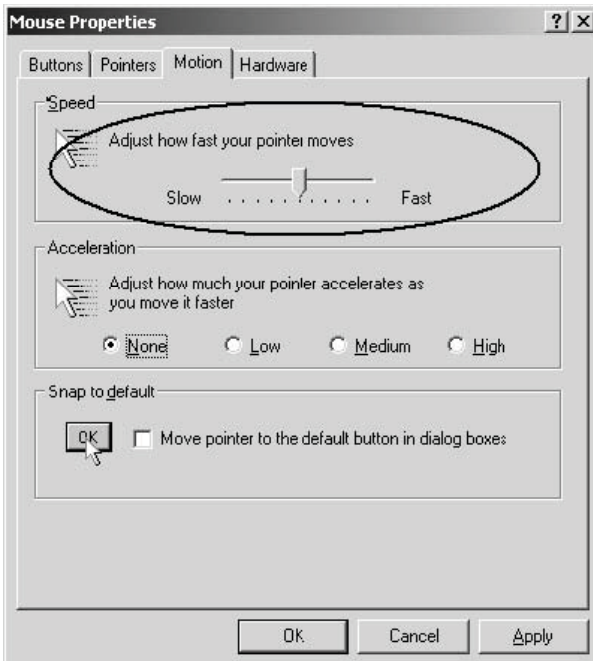 Mouse Properties
? ×
Buttons Pointers Motion Hardware
Speed
Adjust how fast your pointer moves
Slow Fast
Acceleration
Adjust how much your pointer accelerates as
you move it faster
None Low Medium High
Snap to default
OK Move pointer to the default button in dialog boxes
OK Cancel Apply